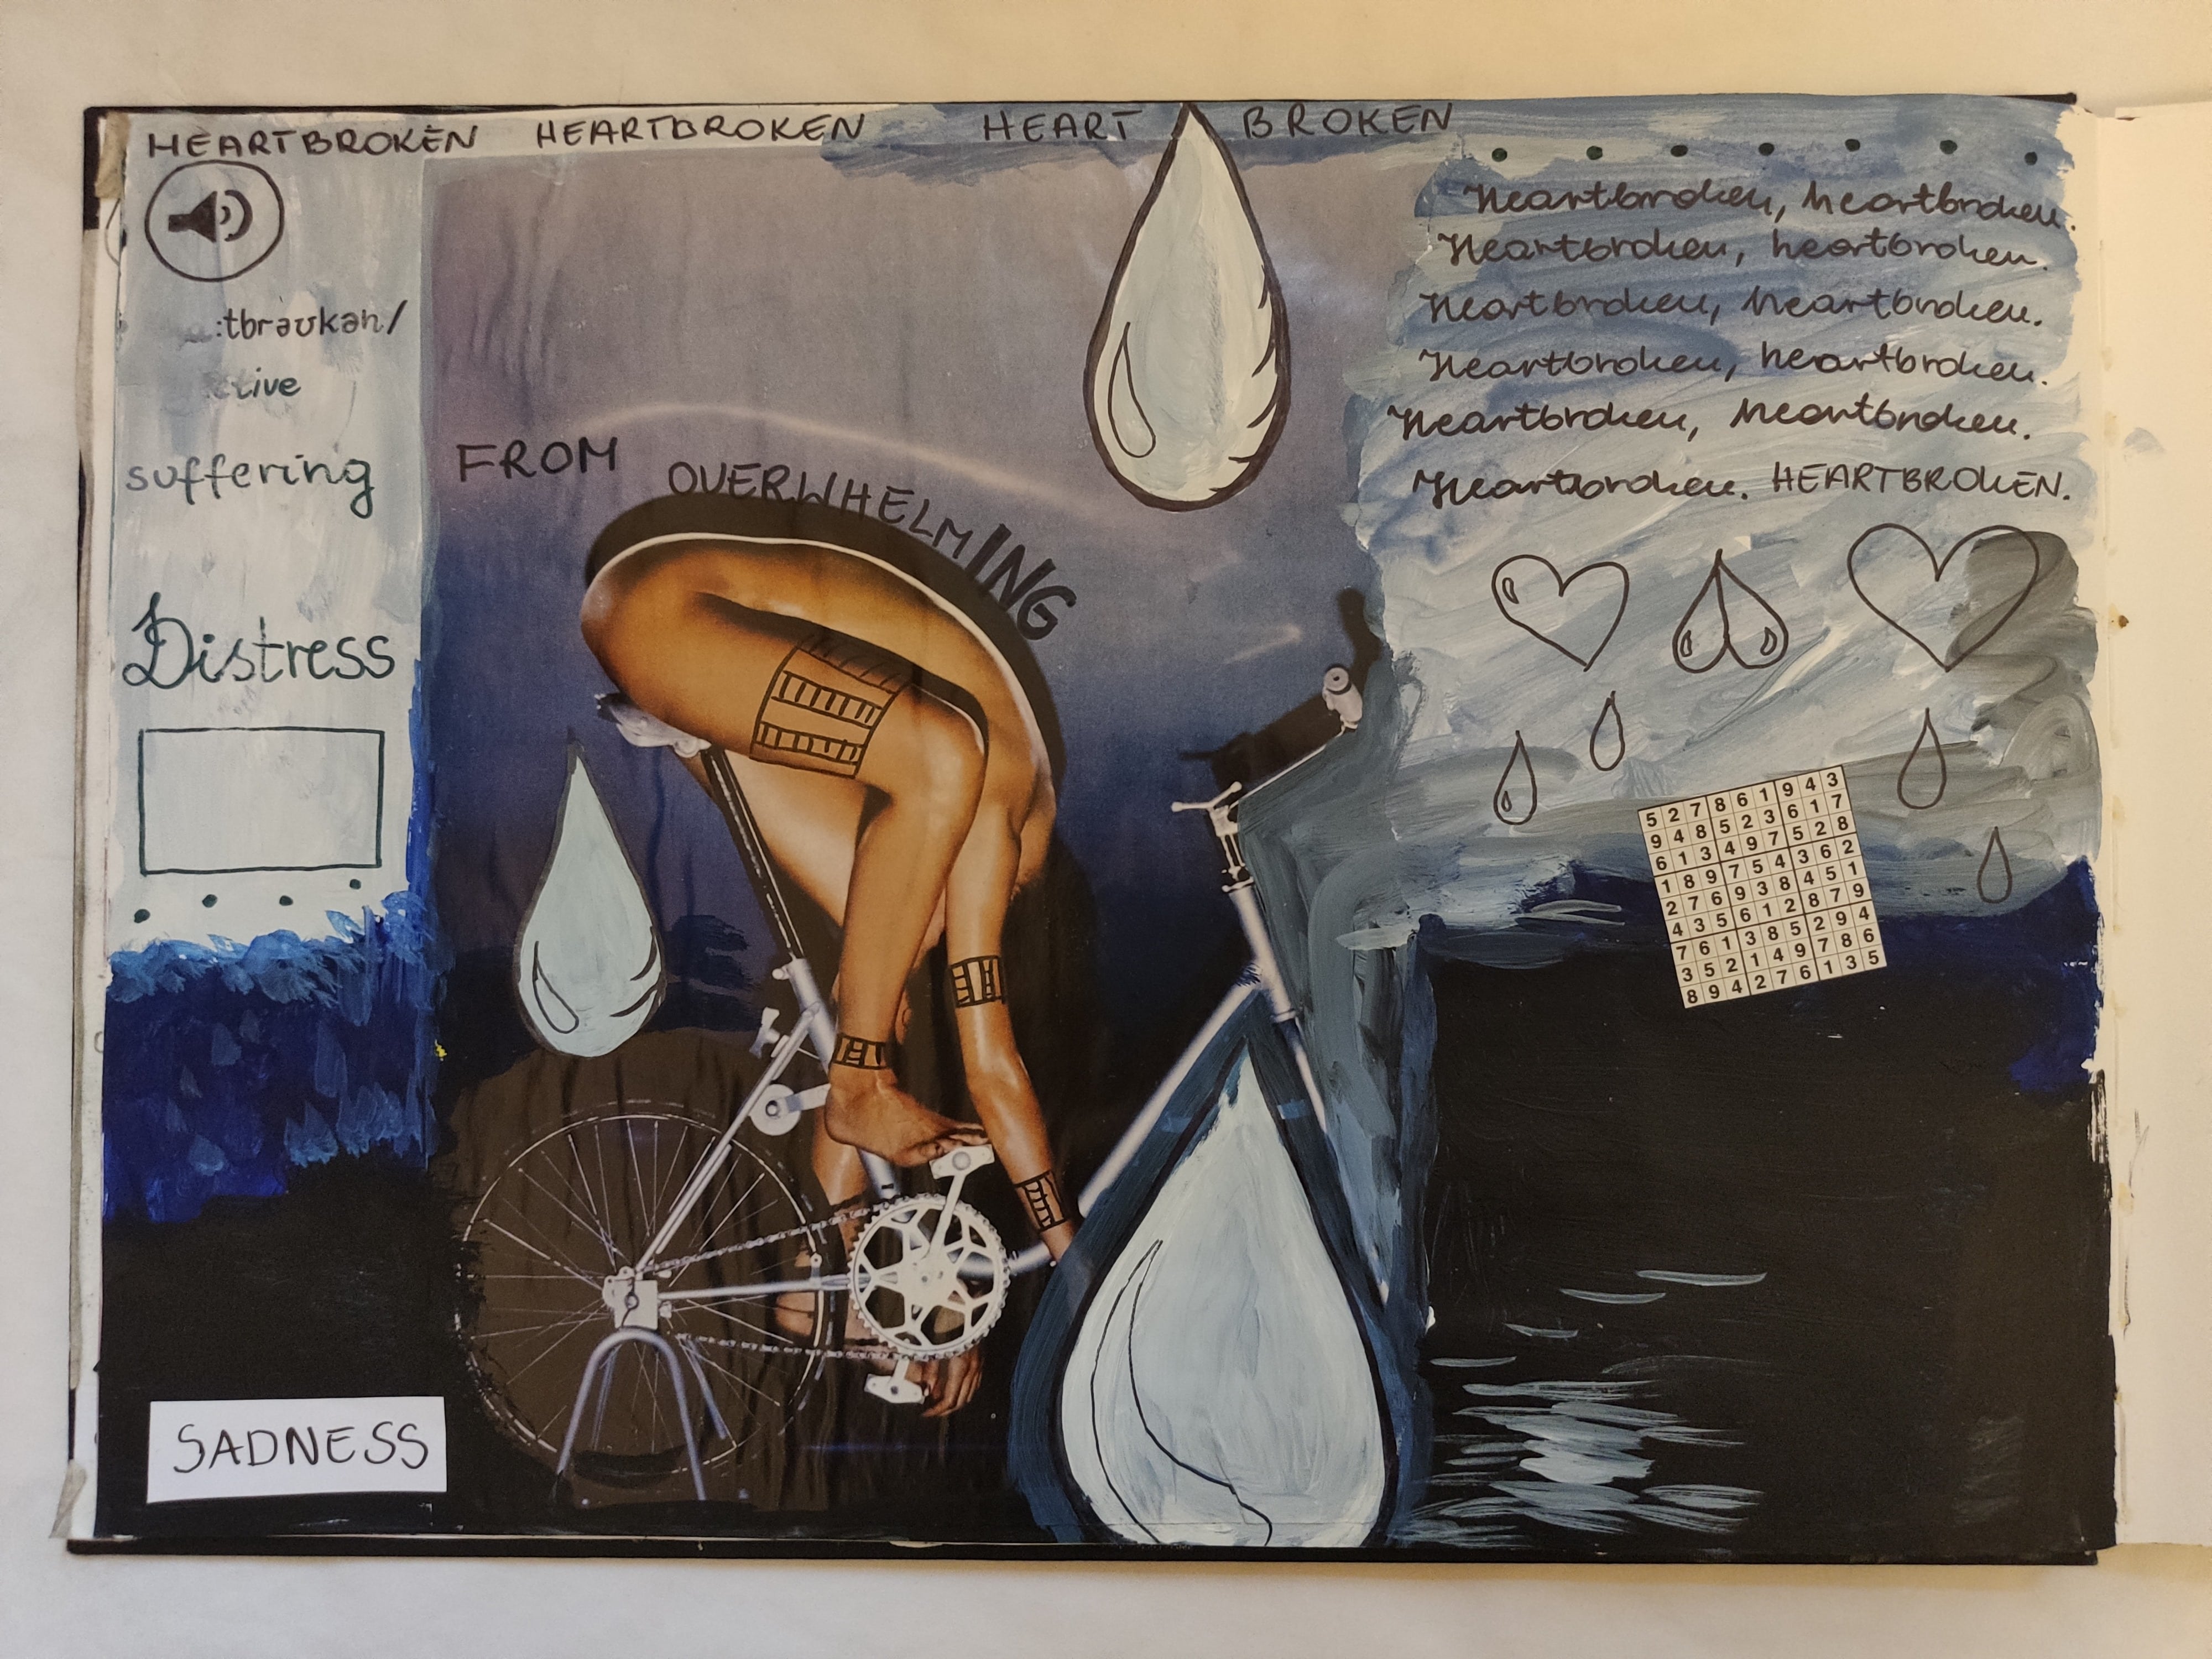 HEARTBROKEN HEARTBROKEN HEART BROKEN
:tbrəʊkən/
tive
suffering
Distress
SADNESS
FROM OVERWHELMING
Heartbroken, heartbroken.
Heartbroken, heartbroken.
Heartbroken, heartbroken.
Heartbroken, heartbroken.
Heartbroken, heartbroken.
Heartbroken. HEARTBROKEN.
5 2 7 8 6 1 9 4 3
9 4 8 5 2 3 6 1 7
6 1 3 4 9 7 5 2 8
1 8 9 7 5 4 3 6 2
2 7 6 9 3 8 4 5 1
4 3 5 6 1 2 8 7 9
7 6 1 3 8 5 2 9 4
3 5 2 1 4 9 7 8 6
8 9 4 2 7 6 1 3 5